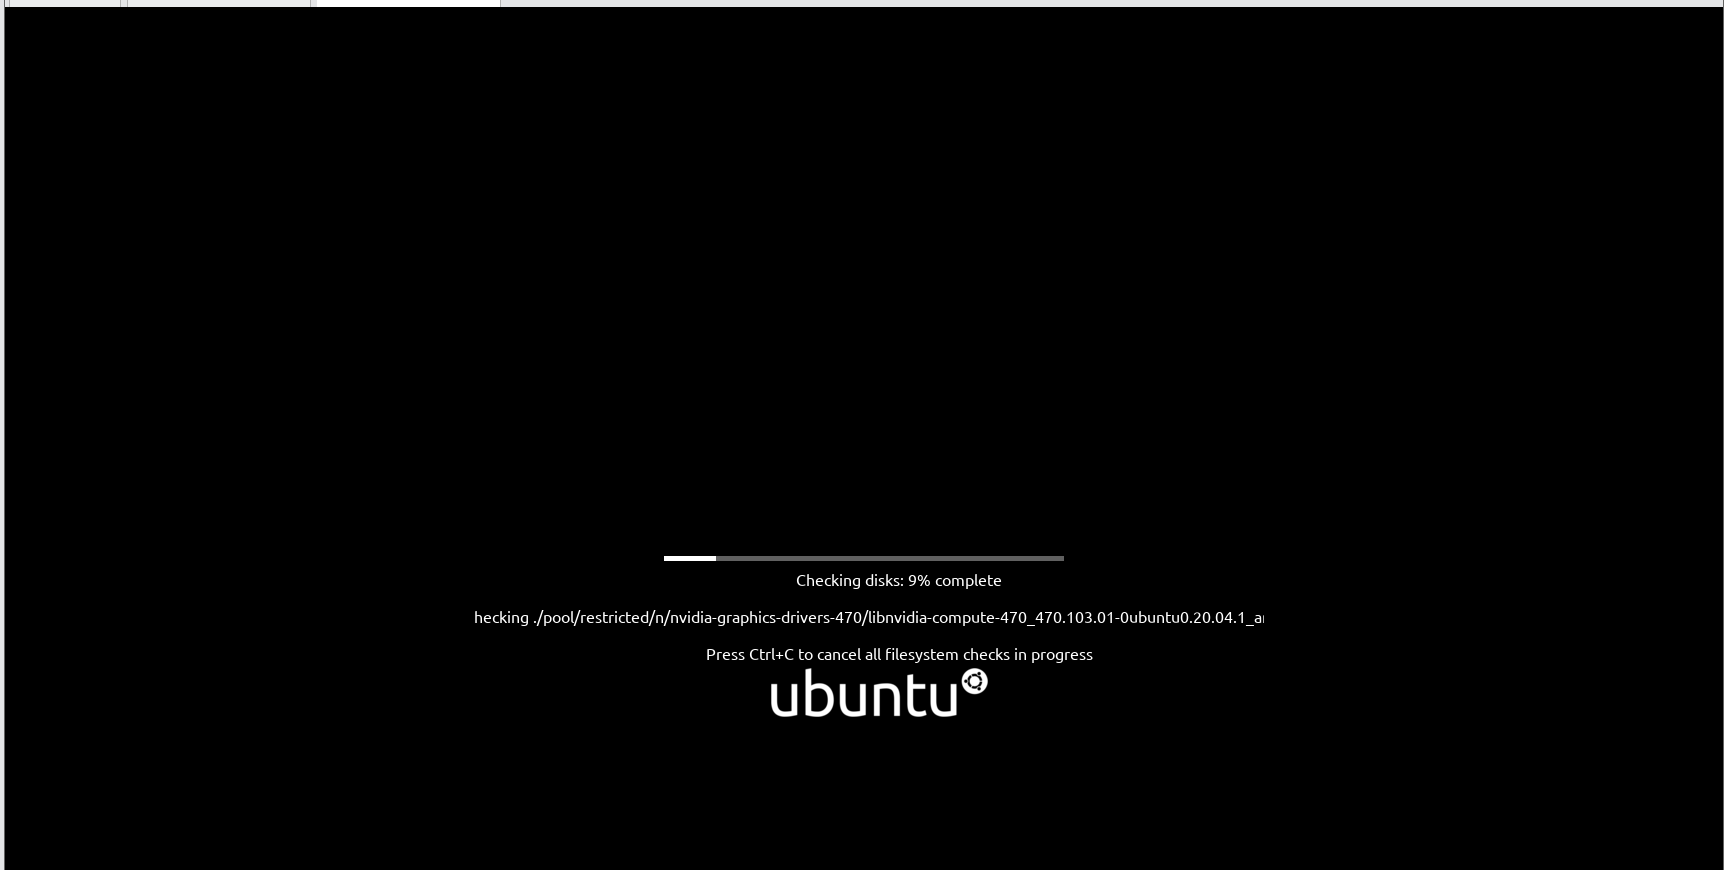 Checking disks: 9% complete
hecking ./pool/restricted/n/nvidia-graphics-drivers-470/libnvidia-compute-470_470.103.01-0ubuntu0.20.04.1_a
Press Ctrl+C to cancel all filesystem checks in progress
ubuntu